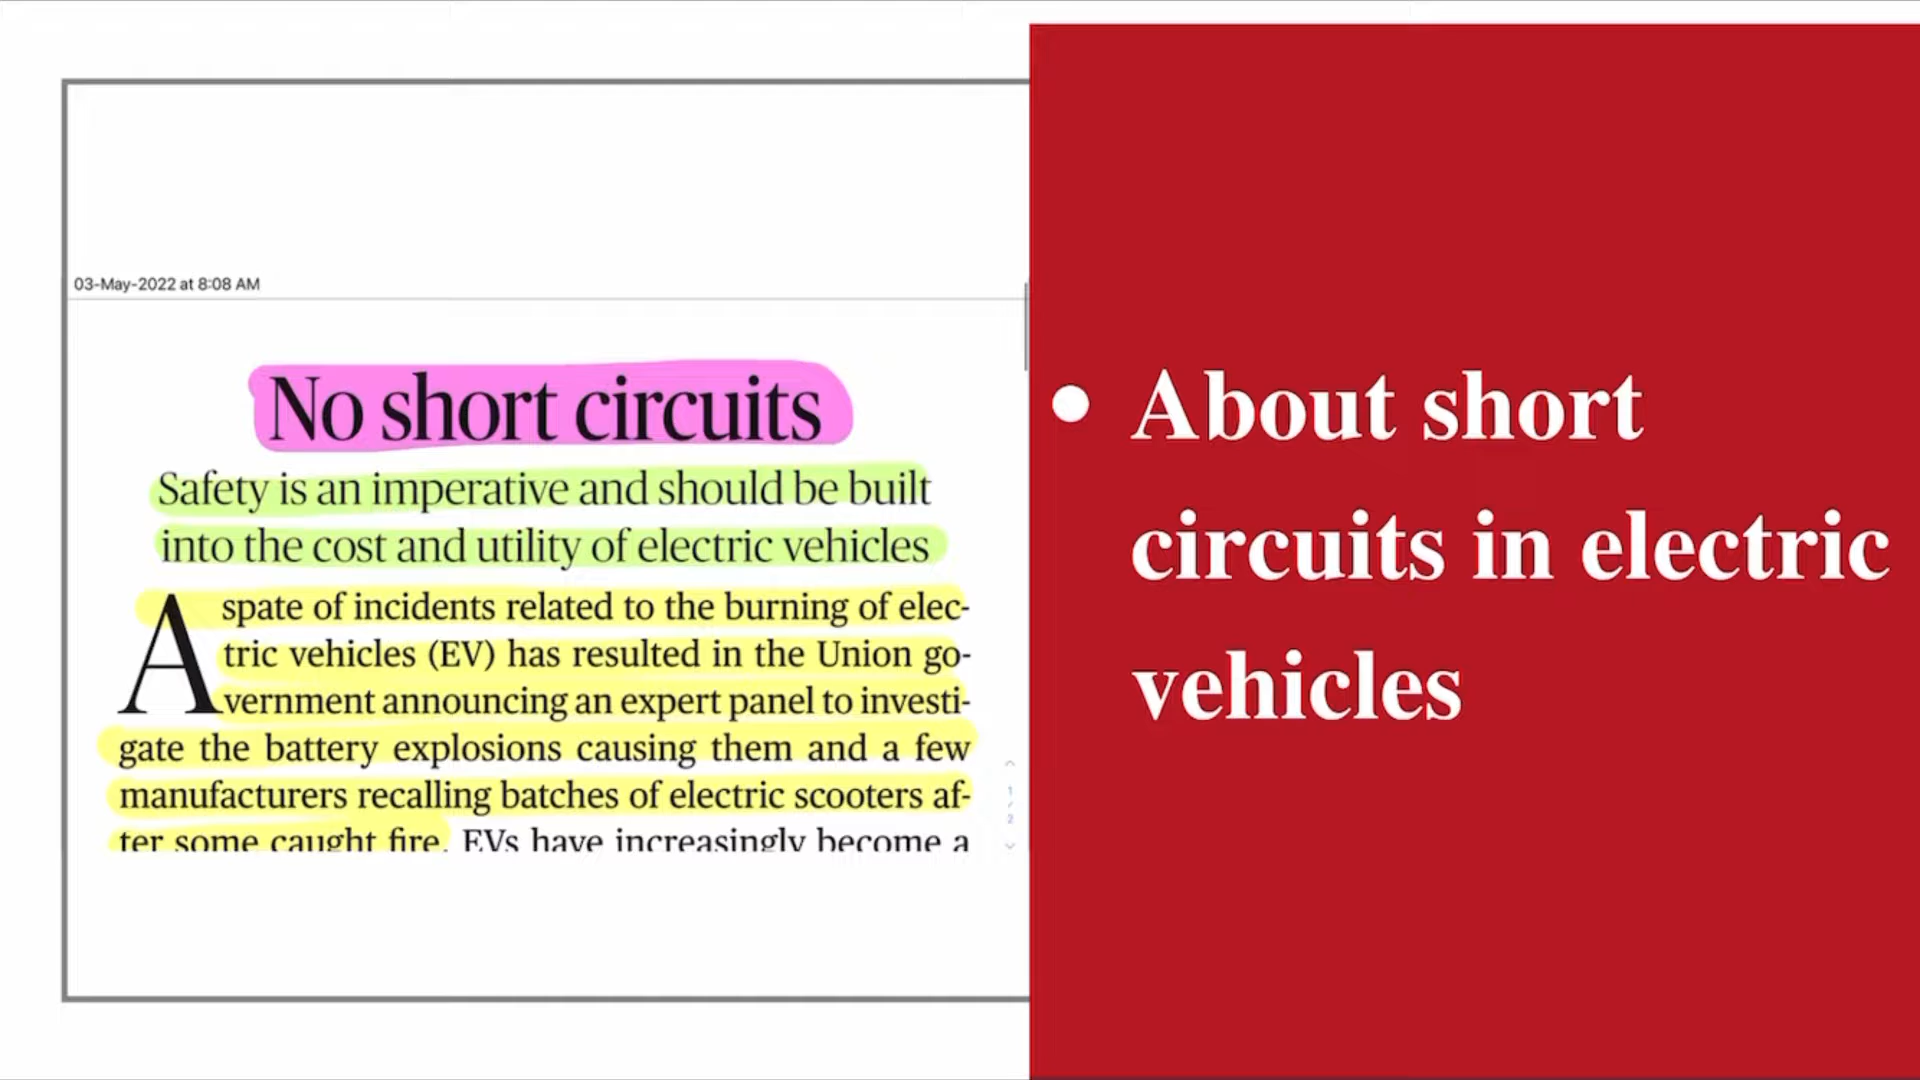 03-May-2022 at 8:08 AM
No short circuits
Safety is an imperative and should be built
into the cost and utility of electric vehicles
A spate of incidents related to the burning of elec-
tric vehicles (EV) has resulted in the Union go-
vernment announcing an expert panel to investi-
gate the battery explosions causing them and a few
manufacturers recalling batches of electric scooters af-
ter some caught fire. EVs have increasingly become a
1
/
2
• About short
circuits in electric
vehicles